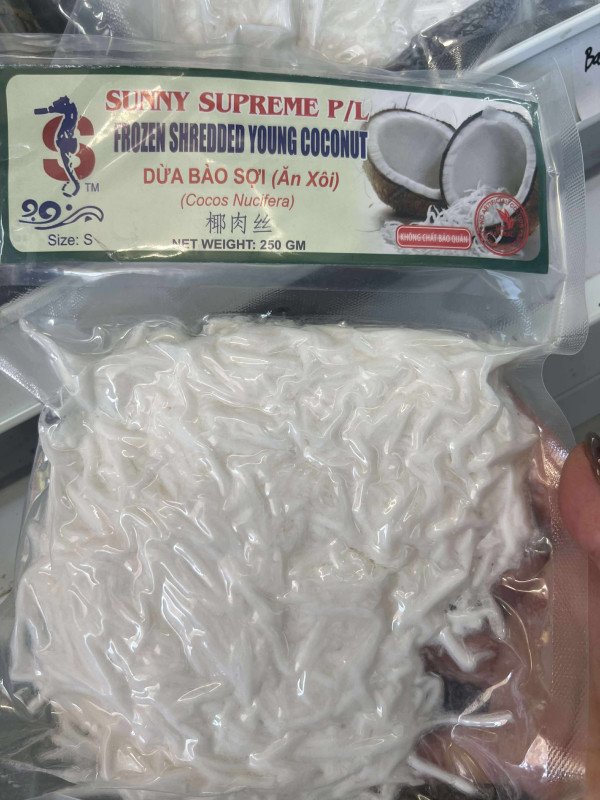 SUNNY SUPREME P/L
FROZEN SHREDDED YOUNG COCONUT
DỪA BÀO SỢI (Ăn Xôi)
(Cocos Nucifera)
椰肉丝
NET WEIGHT: 250 GM
S
TM
Size: S
KHÔNG CHẤT BẢO QUẢN